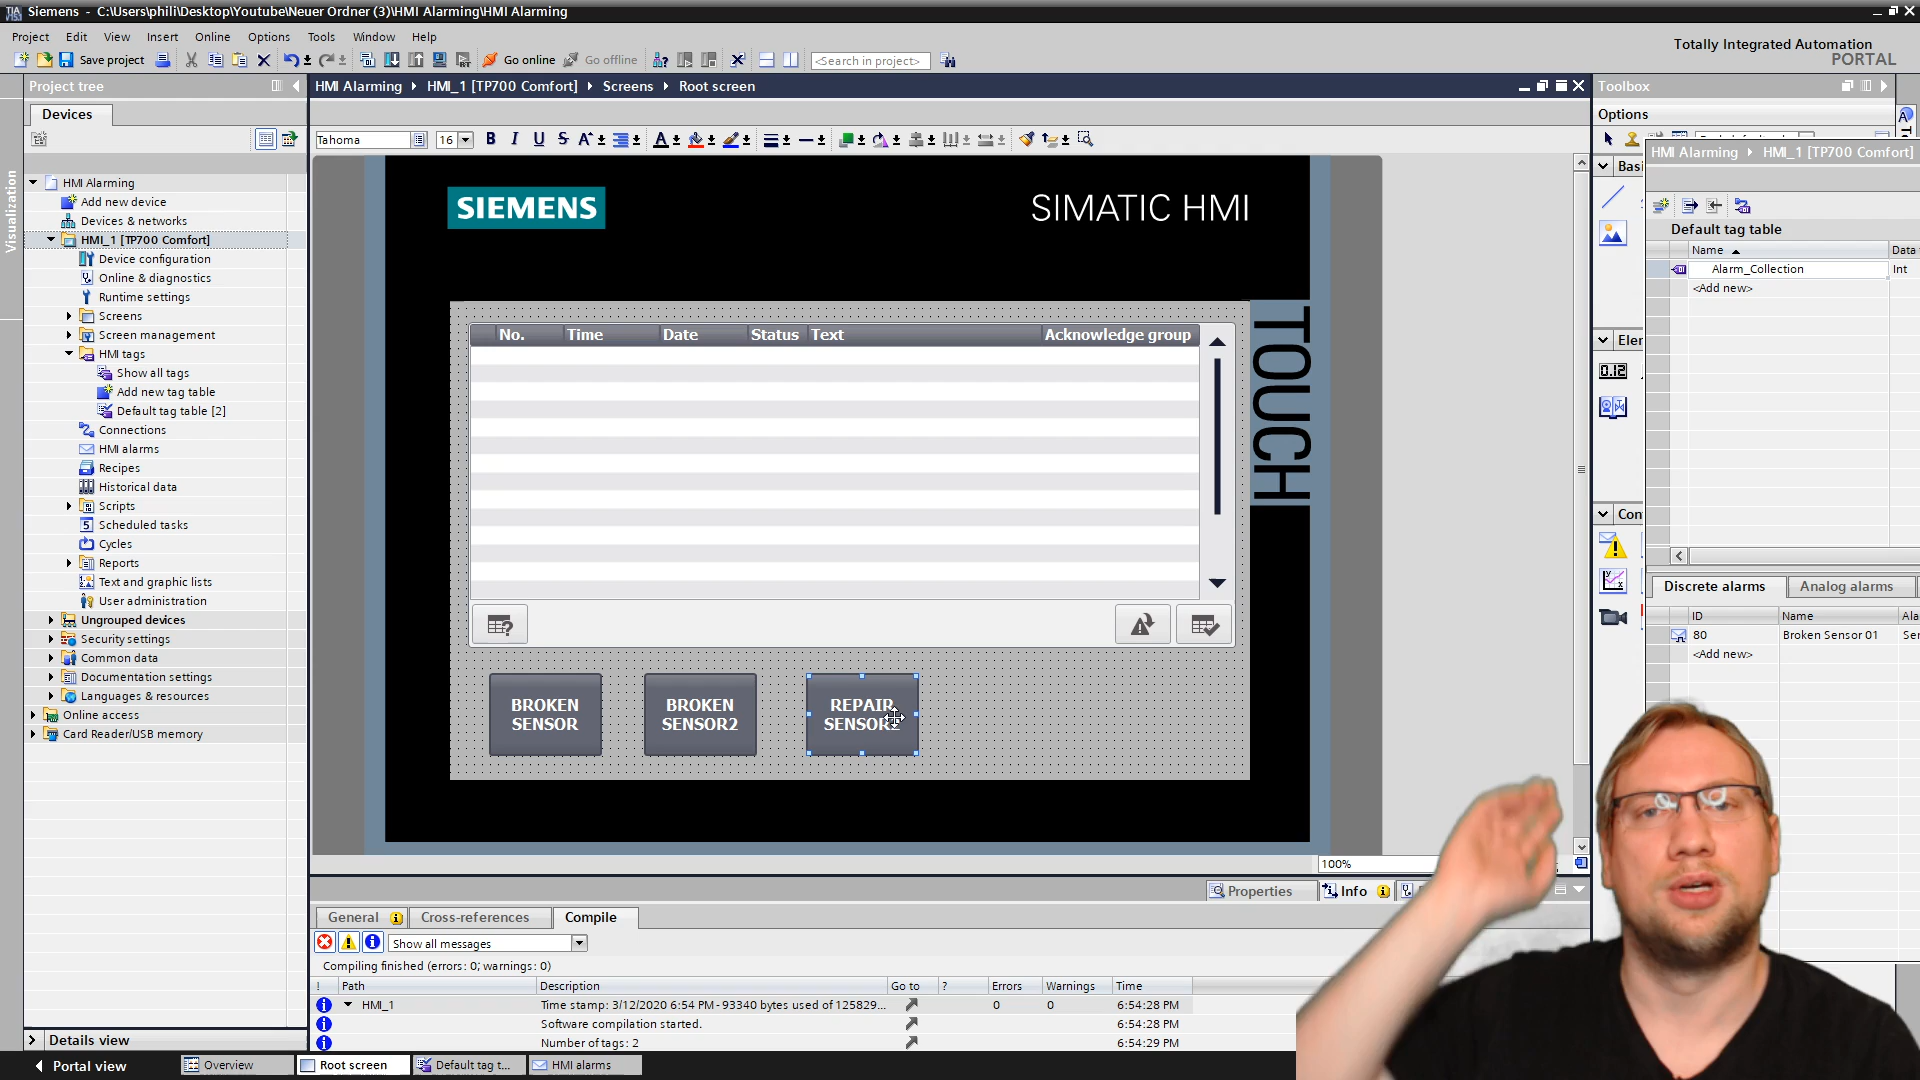 Siemens - C:\Users\phili\Desktop\Youtube\Neuer Ordner (3)\HMI Alarming\HMI Alarming
Project Edit View Insert Online Options Tools Window Help
Totally Integrated Automation
PORTAL
Save project
Go online
Go offline
<Search in project>
Project tree
HMI Alarming
HMI_1 [TP700 Comfort]
Screens
Root screen
Toolbox
Devices
Options
Visualization
Tahoma
16
B I U S
HMI Alarming
Add new device
Devices & networks
HMI_1 [TP700 Comfort]
Device configuration
Online & diagnostics
Runtime settings
Screens
Screen management
HMI tags
Show all tags
Add new tag table
Default tag table [2]
Connections
HMI alarms
Recipes
Historical data
Scripts
Scheduled tasks
Cycles
Reports
Text and graphic lists
User administration
Ungrouped devices
Security settings
Common data
Documentation settings
Languages & resources
Online access
Card Reader/USB memory
Details view
SIEMENS
SIMATIC HMI
TOUCH
No. Time Date Status Text Acknowledge group
BROKEN
SENSOR
BROKEN
SENSOR2
REPAIR
100%
Basi
Eler
0.12
Con
HMI Alarming
HMI_1 [TP700 Comfort]
Default tag table
Name
Data
Alarm_Collection
Int
<Add new>
Discrete alarms
Analog alarms
ID Name Ala
80 Broken Sensor 01 Ser
<Add new>
Properties
Info
General
Cross-references
Compile
Show all messages
Compiling finished (errors: 0; warnings: 0)
! Path Description Go to ? Errors Warnings Time
HMI_1 Time stamp: 3/12/2020 6:54 PM - 93340 bytes used of 125829... 0 0 6:54:28 PM
Software compilation started. 6:54:28 PM
Number of tags: 2 6:54:29 PM
Portal view
Overview
Root screen
Default tag t...
HMI alarms